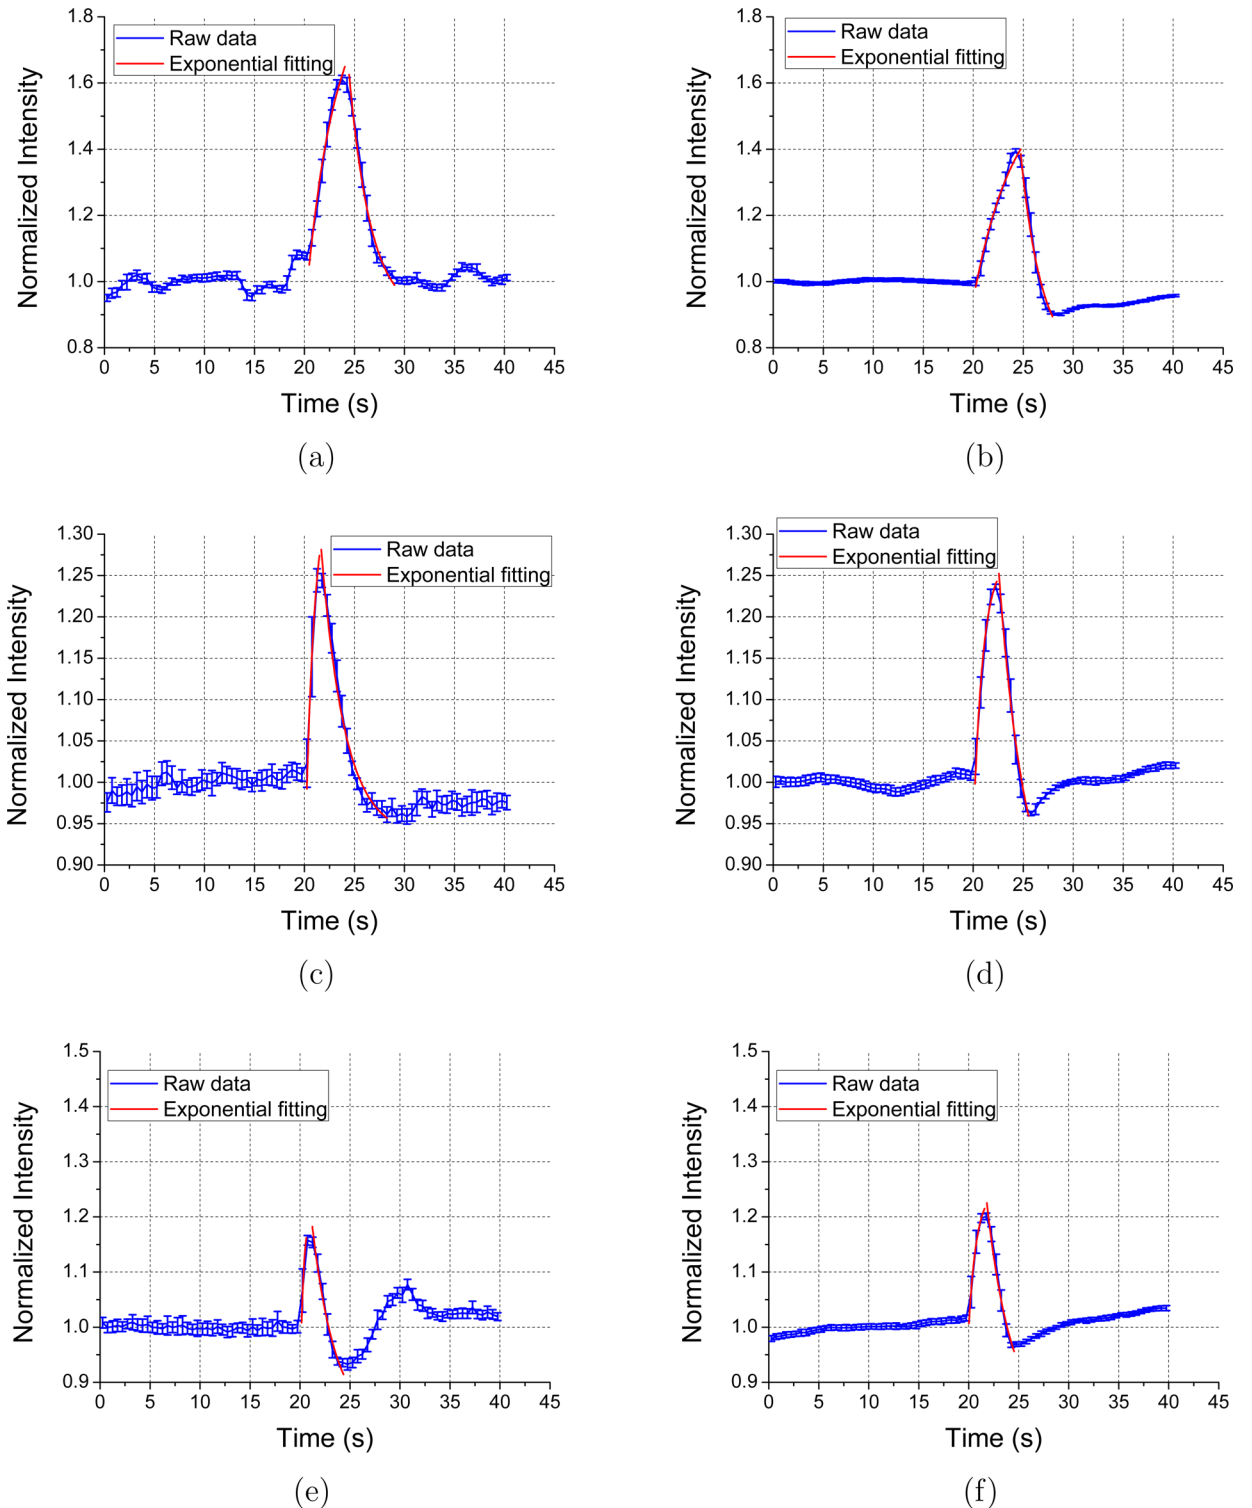 1.8
1.6
1.4
1.2
1.0
0.8
Normalized Intensity
Raw data
Exponential fitting
0 5 10 15 20 25 30 35 40 45
Time (s)
(a)
1.8
1.6
1.4
1.2
1.0
0.8
Normalized Intensity
Raw data
Exponential fitting
0 5 10 15 20 25 30 35 40 45
Time (s)
(b)
1.30
1.25
1.20
1.15
1.10
1.05
1.00
0.95
0.90
Normalized Intensity
Raw data
Exponential fitting
0 5 10 15 20 25 30 35 40 45
Time (s)
(c)
1.30
1.25
1.20
1.15
1.10
1.05
1.00
0.95
0.90
Normalized Intensity
Raw data
Exponential fitting
0 5 10 15 20 25 30 35 40 45
Time (s)
(d)
1.5
1.4
1.3
1.2
1.1
1.0
0.9
Normalized Intensity
Raw data
Exponential fitting
0 5 10 15 20 25 30 35 40 45
Time (s)
(e)
1.5
1.4
1.3
1.2
1.1
1.0
0.9
Normalized Intensity
Raw data
Exponential fitting
0 5 10 15 20 25 30 35 40 45
Time (s)
(f)